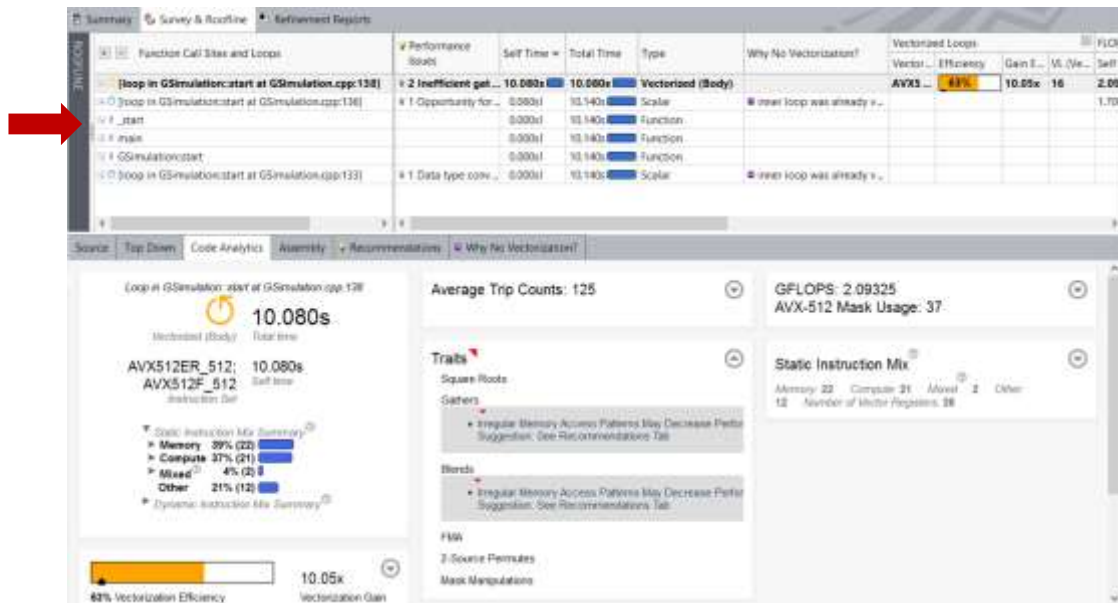 Summary Survey & Roofline Refinement Reports
ROOFLINE
Function Call Sites and Loops Performance Issues Self Time Total Time Type Why No Vectorization? Vectorized Loops
Vector... Efficiency Gain E... VL (Ve... Self
[loop in GSimulation::start at GSimulation.cpp:138] 2 Inefficient gat... 10.080s 10.080s Vectorized (Body) AVX5... 63% 10.05x 16 2.09
[loop in GSimulation::start at GSimulation.cpp:136] 1 Opportunity for... 0.060s 10.140s Scalar inner loop was already v... 1.70
_start 0.000s 10.140s Function
main 0.000s 10.140s Function
GSimulation::start 0.000s 10.140s Function
[loop in GSimulation::start at GSimulation.cpp:133] 1 Data type conv... 0.000s 10.140s Scalar inner loop was already v...
Source Top Down Code Analytics Assembly Recommendations Why No Vectorization?
Loop in GSimulation::start at GSimulation.cpp:138
10.080s
Vectorized (Body) Total time
AVX512ER_512; 10.080s
AVX512F_512 Self time
Instruction Set
Static Instruction Mix Summary
Memory 39% (22)
Compute 37% (21)
Mixed 4% (2)
Other 21% (12)
Dynamic Instruction Mix Summary
10.05x
63% Vectorization Efficiency Vectorization Gain
Average Trip Counts: 125
Traits
Square Roots
Gathers
Irregular Memory Access Patterns May Decrease Perfor
Suggestion: See Recommendations Tab
Blends
Irregular Memory Access Patterns May Decrease Perfor
Suggestion: See Recommendations Tab
FMA
2-Source Permutes
Mask Manipulations
GFLOPS: 2.09325
AVX-512 Mask Usage: 37
Static Instruction Mix
Memory: 22 Compute: 21 Mixed: 2 Other:
12 Number of Vector Registers: 28